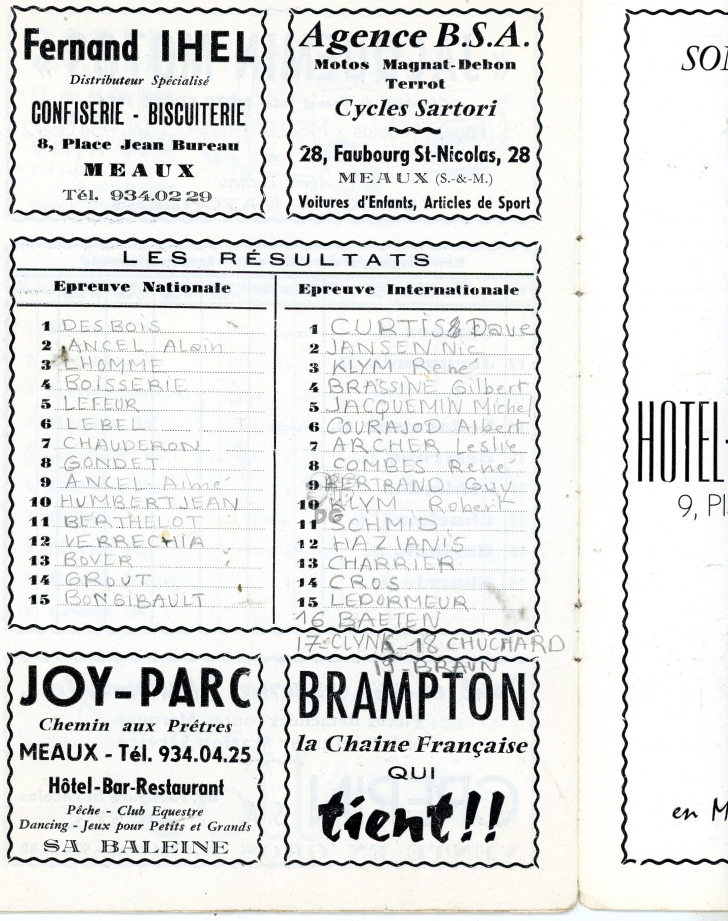 Fernand IHEL
Distributeur Spécialisé
CONFISERIE - BISCUITERIE
8, Place Jean Bureau
MEAUX
Tél. 934.02 29
Agence B.S.A.
Motos Magnat-Debon
Terrot
Cycles Sartori
28, Faubourg St-Nicolas, 28
MEAUX (S.-&-M.)
Voitures d'Enfants, Articles de Sport
LES RÉSULTATS
Epreuve Nationale
1 DESBOIS
2 ANCEL Alain
3 LHOMME
4 BOISSERIE
5 LEFEUR
6 LEBEL
7 CHAUDERON
8 GONDET
9 ANCEL Aimé
10 HUMBERTJEAN
11 BERTHELOT
12 VERRECHIA
13 BOVER
14 GROUT
15 BONGIBAULT
Epreuve Internationale
1 CURTIS Dave
2 JANSEN Nic
3 KLYM René
4 BRASSINE Gilbert
5 JACQUEMIN Michel
6 COURAJOD Albert
7 ARCHER Leslie
8 COMBES René
9 BERTRAND Guy
10 KLYM Robert
11 SCHMID
12 HAZIANIS
13 CHARRIER
14 CROS
15 LEDORMEUR
16 BAETEN
17-CLYNK-18 CHUCHARD
19 BRAUN
JOY-PARC
Chemin aux Prêtres
MEAUX - Tél. 934.04.25
Hôtel-Bar-Restaurant
Pêche - Club Equestre
Dancing - Jeux pour Petits et Grands
SA BALEINE
BRAMPTON
la Chaine Française
QUI
tient!!
HOTEL-
9, Pl
en M